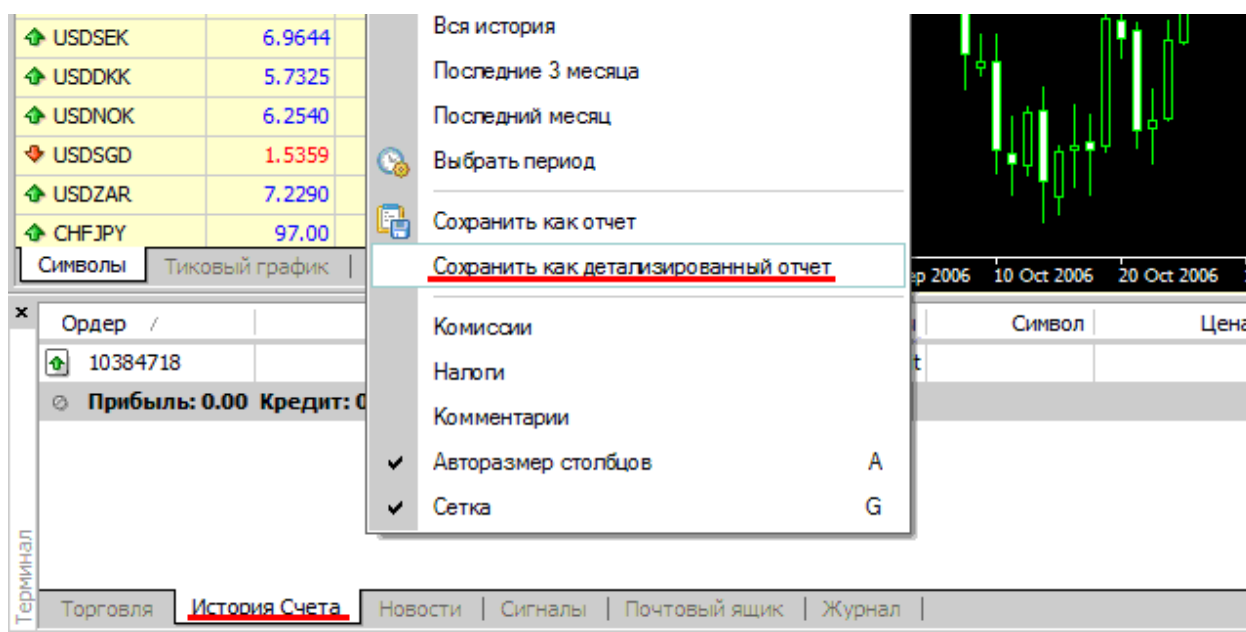 USDSEK 6.9644
USDDKK 5.7325
USDNOK 6.2540
USDSGD 1.5359
USDZAR 7.2290
CHFJPY 97.00
Символы Тиковый график |
Вся история
Последние 3 месяца
Последний месяц
Выбрать период
Сохранить как отчет
Сохранить как детализированный отчет
Комиссии
Налоги
Комментарии
Авторазмер столбцов A
Сетка G
2006 10 Oct 2006 20 Oct 2006
Ордер / Символ Цена
10384718
Прибыль: 0.00 Кредит: 0
Терминал
Торговля История Счета Новости | Сигналы | Почтовый ящик | Журнал |